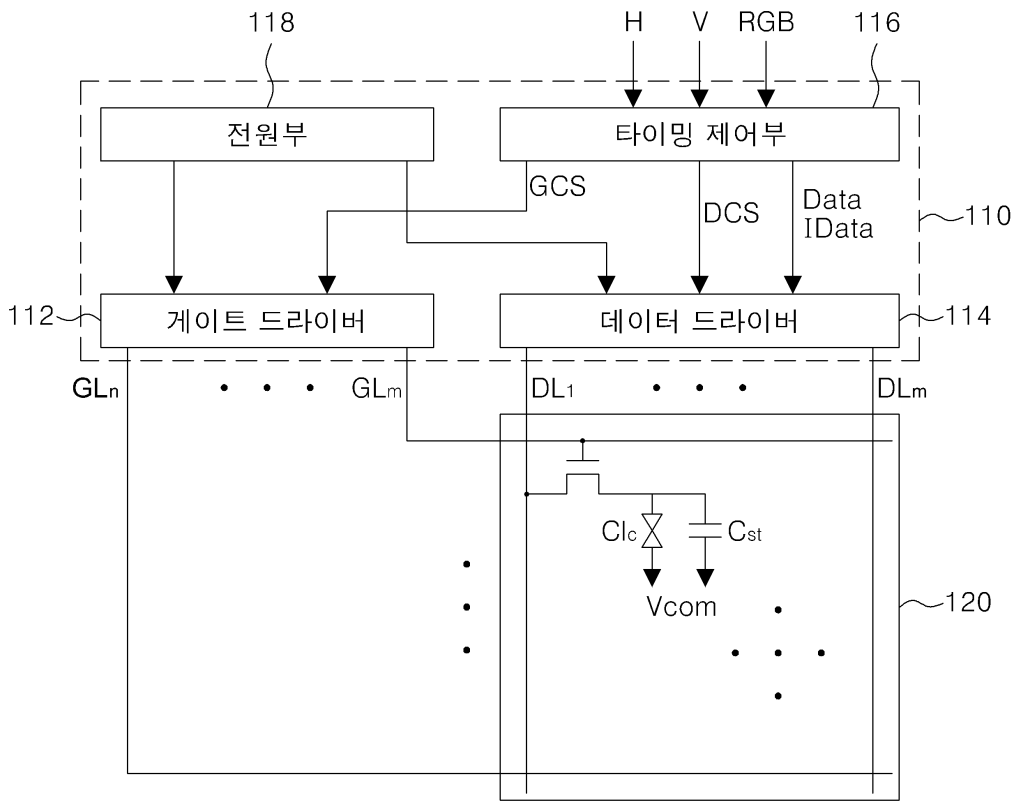 118
H V RGB 116
전원부
타이밍 제어부
GCS
DCS
Data
IData
110
112
게이트 드라이버
데이터 드라이버
114
GLn
GLm
DL1
DLm
Clc
Cst
Vcom
120